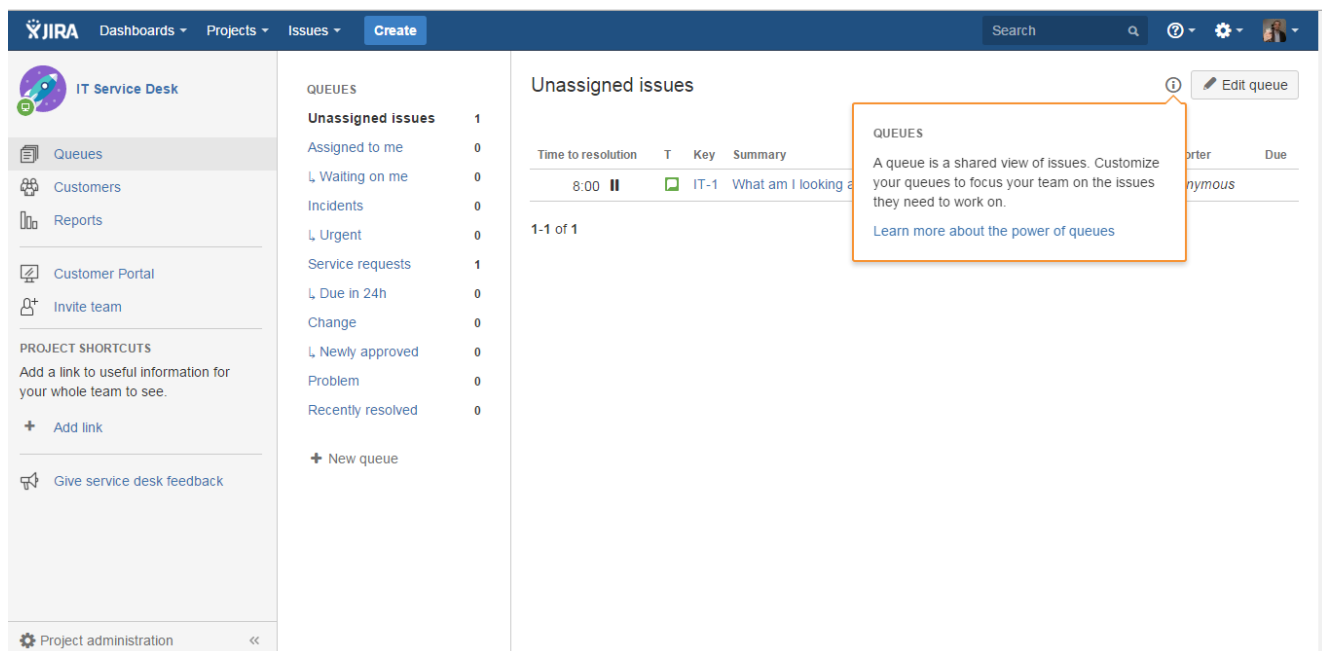 JIRA Dashboards Projects Issues Create Search
IT Service Desk
Queues
Customers
Reports
Customer Portal
Invite team
PROJECT SHORTCUTS
Add a link to useful information for
your whole team to see.
Add link
Give service desk feedback
Project administration
QUEUES
Unassigned issues 1
Assigned to me 0
Waiting on me 0
Incidents 0
Urgent 0
Service requests 1
Due in 24h 0
Change 0
Newly approved 0
Problem 0
Recently resolved 0
+ New queue
Unassigned issues
Edit queue
Time to resolution T Key Summary Due
8:00 IT-1 What am I looking
1-1 of 1
QUEUES
A queue is a shared view of issues. Customize
your queues to focus your team on the issues
they need to work on.
Learn more about the power of queues